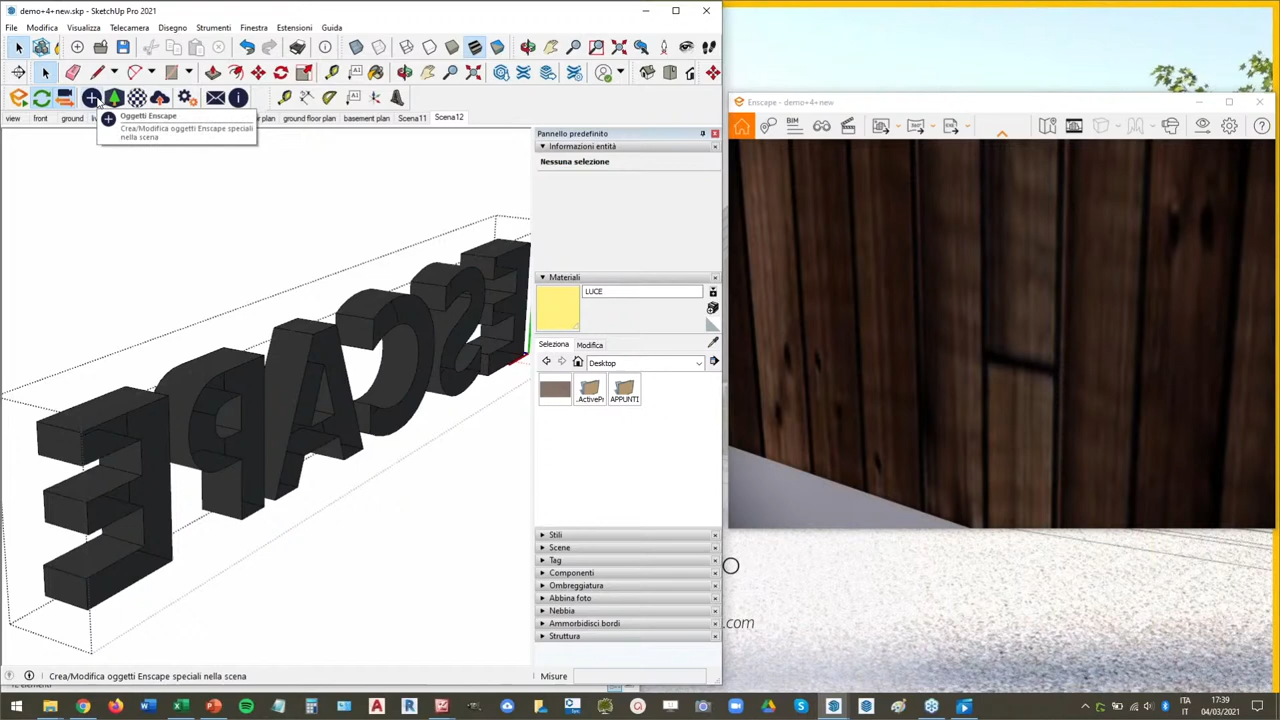 demo+4+new.skp - SketchUp Pro 2021
File Modifica Visualizza Telecamera Disegno Strumenti Finestra Estensioni Guida
view front ground plan ground floor plan basement plan Scena11 Scena12
Oggetti Enscape
Crea/Modifica oggetti Enscape speciali
nella scena
Pannello predefinito
Informazioni entità
Nessuna selezione
Materiali
LUCE
Seleziona Modifica
Desktop
.ActivePr APPUNTI
Stili
Scene
Tag
Componenti
Ombreggiatura
Abbina foto
Nebbia
Ammorbidisci bordi
Struttura
Crea/Modifica oggetti Enscape speciali nella scena
Misure
Enscape - demo+4+new
BIM
ESCAPE
.com
ITA
IT
17:39
04/03/2021